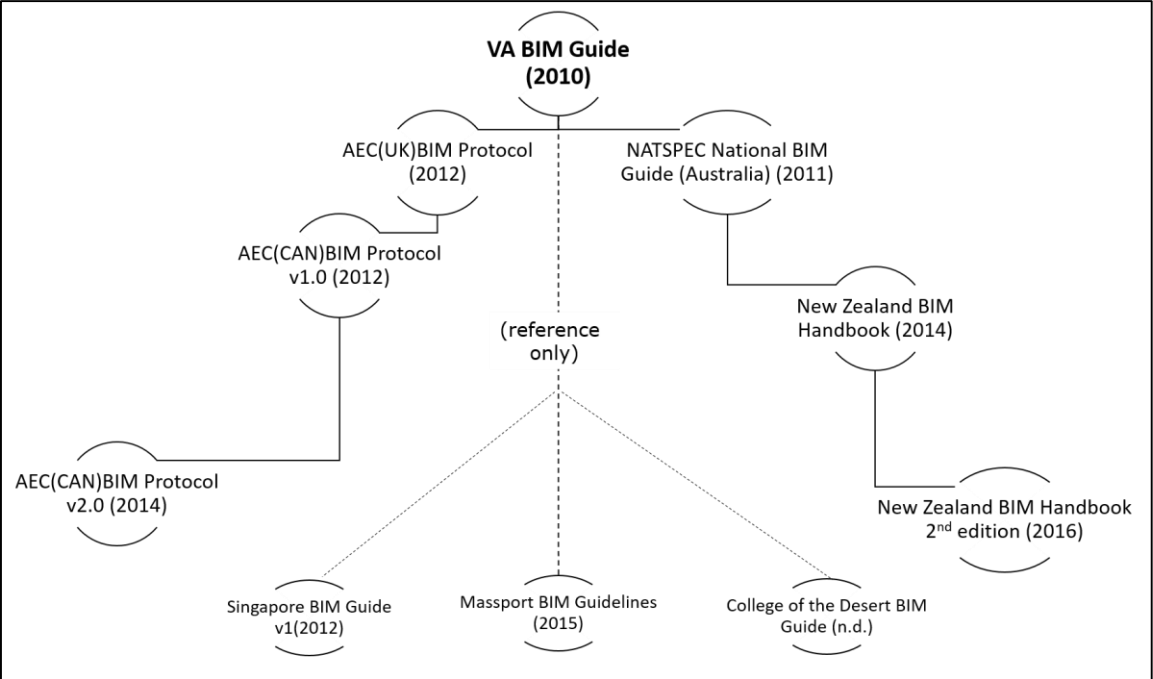 VA BIM Guide
(2010)
AEC(UK)BIM Protocol
(2012)
NATSPEC National BIM
Guide (Australia) (2011)
AEC(CAN)BIM Protocol
v1.0 (2012)
New Zealand BIM
Handbook (2014)
(reference
only)
AEC(CAN)BIM Protocol
v2.0 (2014)
New Zealand BIM Handbook
2nd edition (2016)
Singapore BIM Guide
v1(2012)
Massport BIM Guidelines
(2015)
College of the Desert BIM
Guide (n.d.)